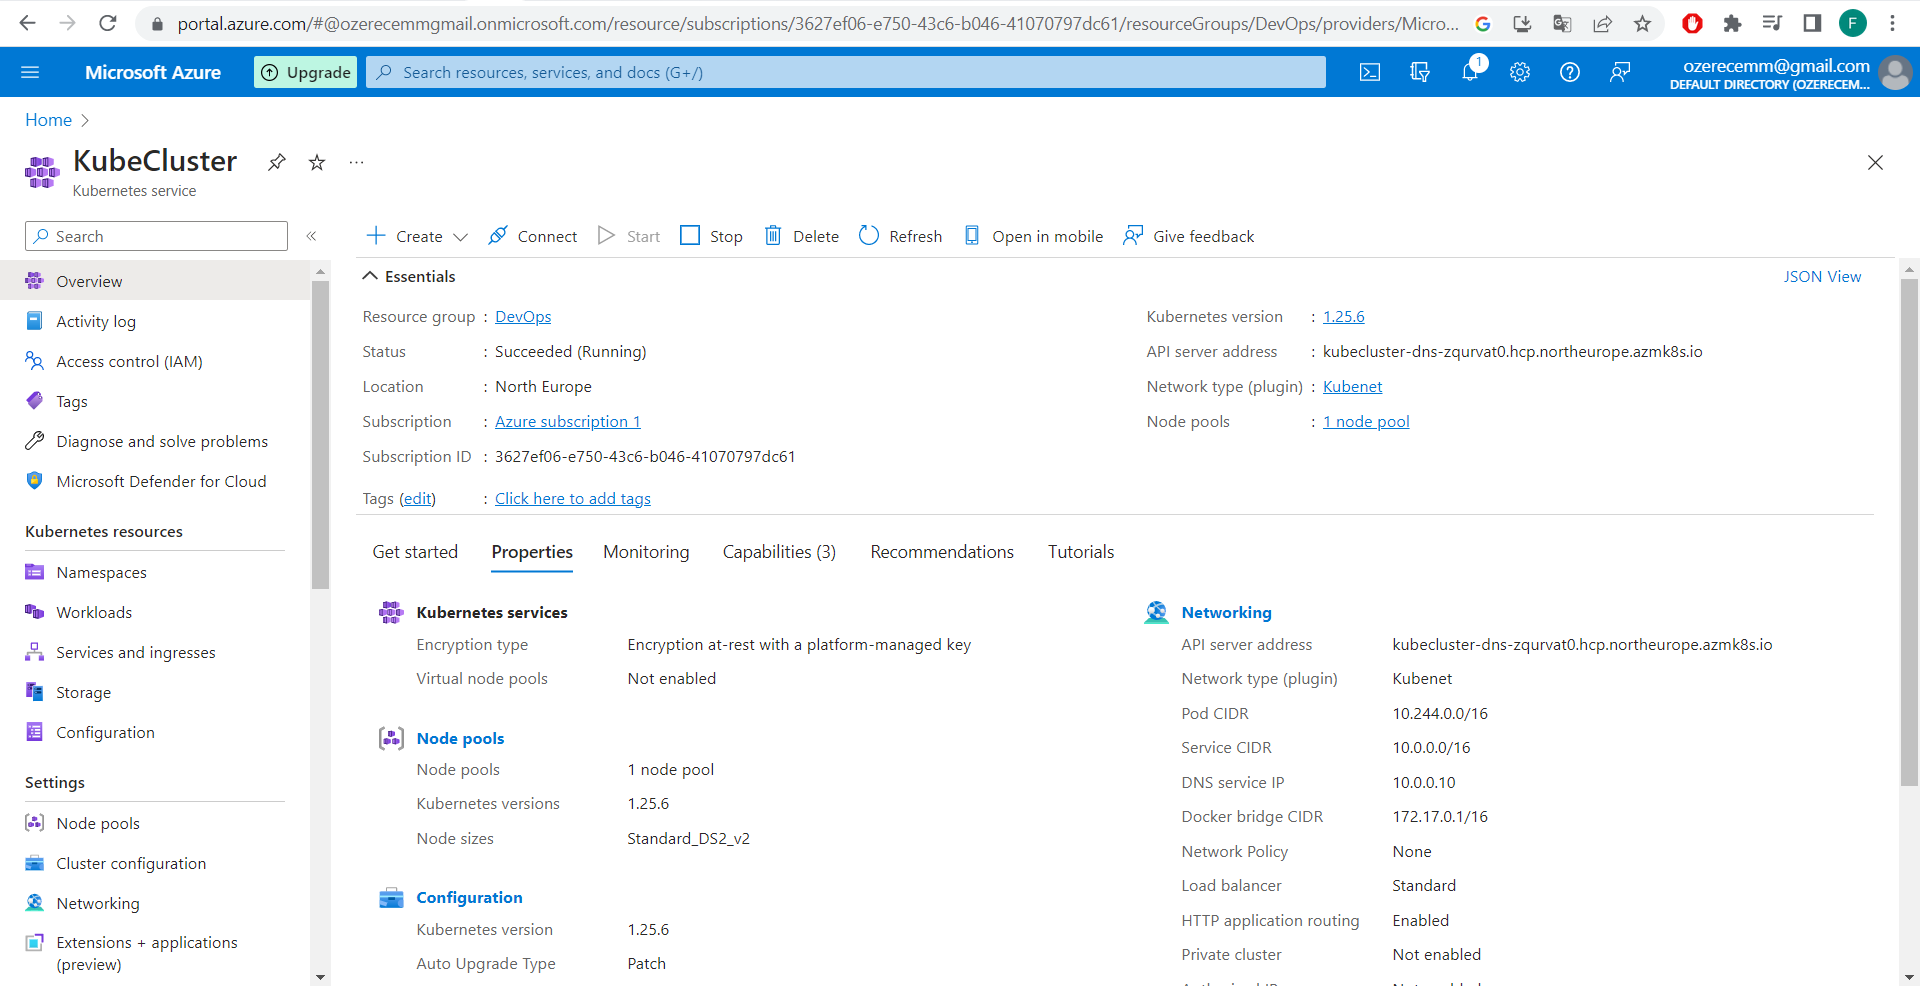 portal.azure.com/#@ozerecemmgmail.onmicrosoft.com/resource/subscriptions/3627ef06-e750-43c6-b046-41070797dc61/resourceGroups/DevOps/providers/Micro...
F
Microsoft Azure
Upgrade
Search resources, services, and docs (G+/)
1
ozerecemm@gmail.com
DEFAULT DIRECTORY (OZERECEM...
Home
KubeCluster
Kubernetes service
Search
Create
Connect
Start
Stop
Delete
Refresh
Open in mobile
Give feedback
Overview
Activity log
Access control (IAM)
Tags
Diagnose and solve problems
Microsoft Defender for Cloud
Kubernetes resources
Namespaces
Workloads
Services and ingresses
Storage
Configuration
Settings
Node pools
Cluster configuration
Networking
Extensions + applications
(preview)
Essentials
JSON View
Resource group : DevOps
Status : Succeeded (Running)
Location : North Europe
Subscription : Azure subscription 1
Subscription ID : 3627ef06-e750-43c6-b046-41070797dc61
Tags (edit) : Click here to add tags
Kubernetes version : 1.25.6
API server address : kubecluster-dns-zqurvat0.hcp.northeurope.azmk8s.io
Network type (plugin) : Kubenet
Node pools : 1 node pool
Get started
Properties
Monitoring
Capabilities (3)
Recommendations
Tutorials
Kubernetes services
Encryption type Encryption at-rest with a platform-managed key
Virtual node pools Not enabled
Node pools
Node pools 1 node pool
Kubernetes versions 1.25.6
Node sizes Standard_DS2_v2
Configuration
Kubernetes version 1.25.6
Auto Upgrade Type Patch
Networking
API server address kubecluster-dns-zqurvat0.hcp.northeurope.azmk8s.io
Network type (plugin) Kubenet
Pod CIDR 10.244.0.0/16
Service CIDR 10.0.0.0/16
DNS service IP 10.0.0.10
Docker bridge CIDR 172.17.0.1/16
Network Policy None
Load balancer Standard
HTTP application routing Enabled
Private cluster Not enabled